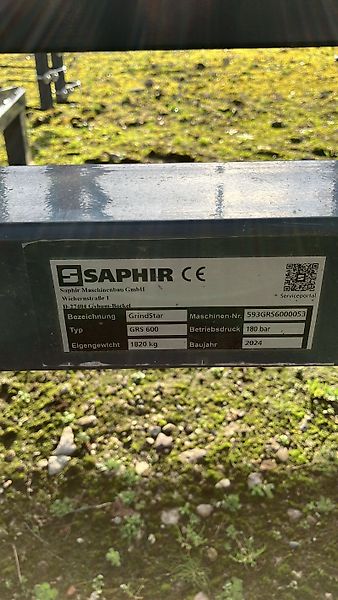 SAPHIR CE
Saphir Maschinenbau GmbH
Wichernstraße 1
D-27404 Gyhum-Bockel
* Serviceportal *
Bezeichnung GrindStar Maschinen-Nr. 593GRS6000053
Typ GRS 600 Betriebsdruck 180 bar
Eigengewicht 1820 kg Baujahr 2024